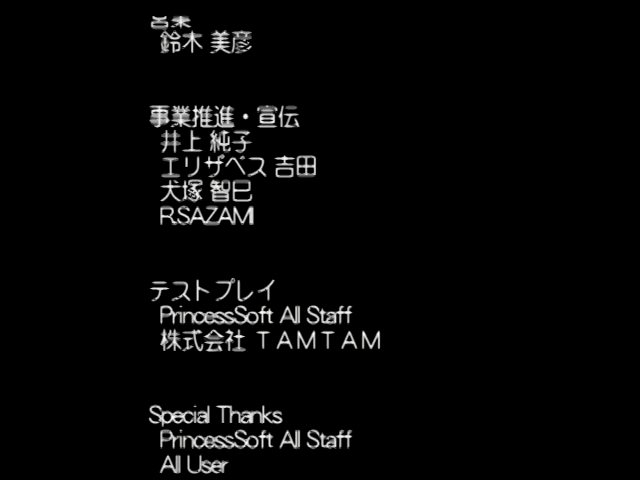 鈴木 美彦
事業推進・宣伝
井上 純子
エリザベス 吉田
犬塚 智巳
R.SAZAMI
テストプレイ
PrincessSoft All Staff
株式会社 ＴＡＭＴＡＭ
Special Thanks
PrincessSoft All Staff
All User